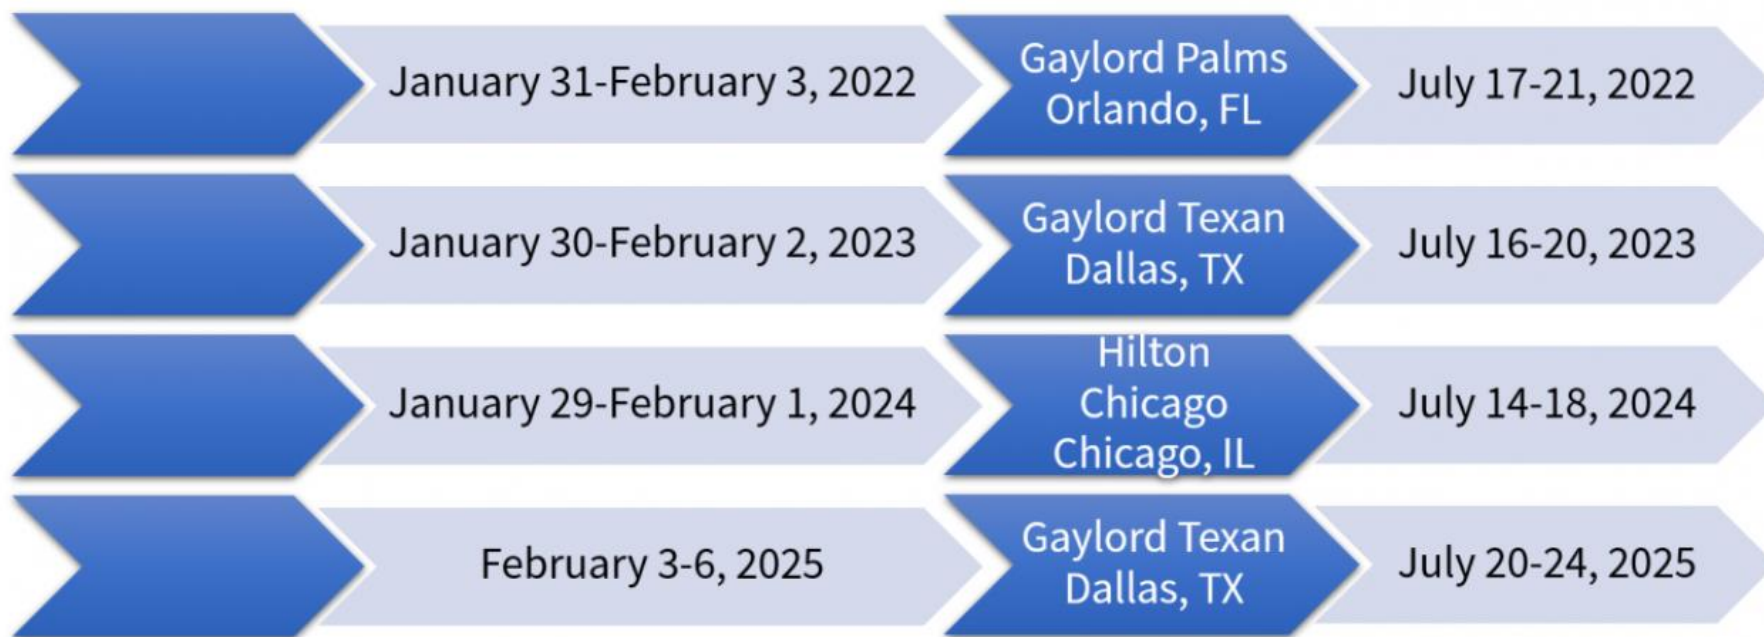 January 31-February 3, 2022
Gaylord Palms
Orlando, FL
July 17-21, 2022
January 30-February 2, 2023
Gaylord Texan
Dallas, TX
July 16-20, 2023
January 29-February 1, 2024
Hilton
Chicago
Chicago, IL
July 14-18, 2024
February 3-6, 2025
Gaylord Texan
Dallas, TX
July 20-24, 2025